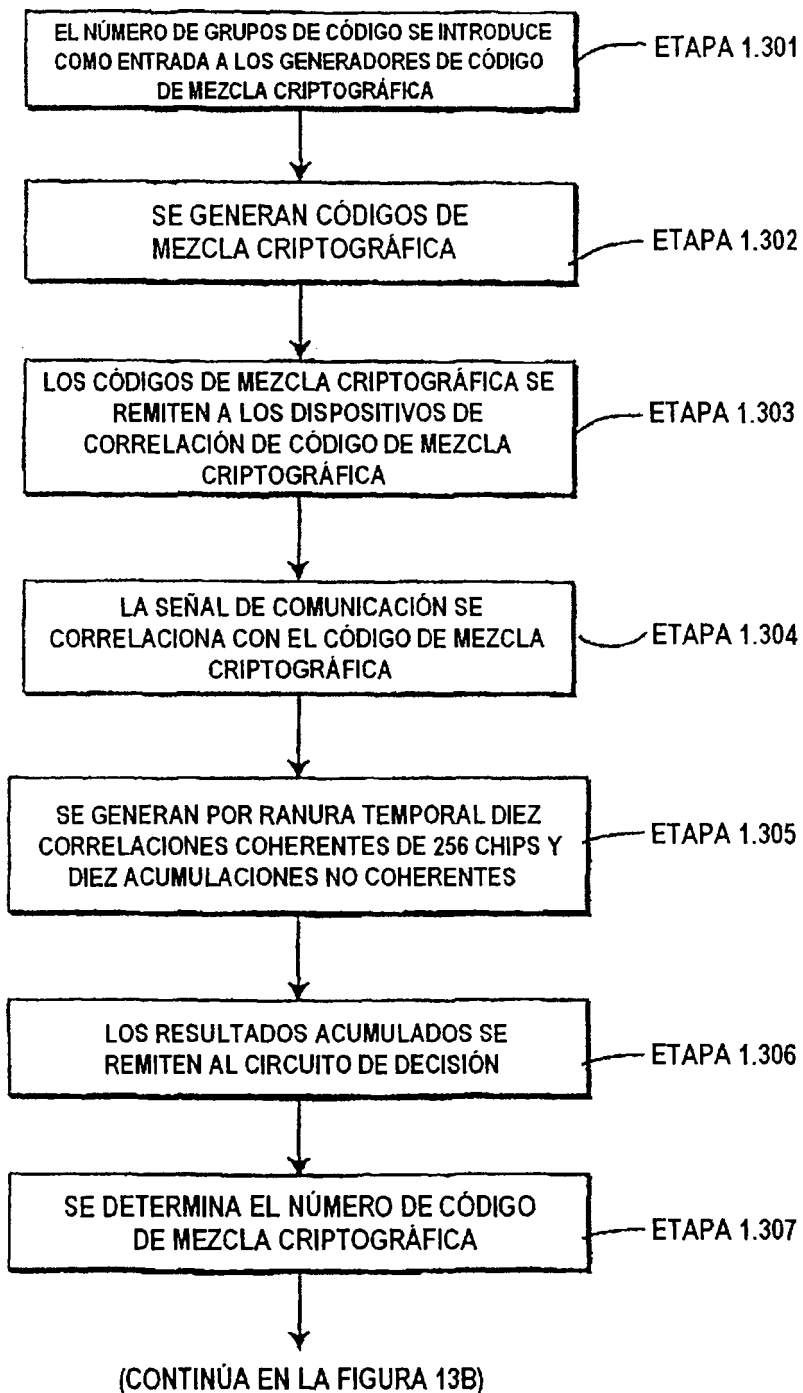 EL NÚMERO DE GRUPOS DE CÓDIGO SE INTRODUCE
COMO ENTRADA A LOS GENERADORES DE CÓDIGO
DE MEZCLA CRIPTOGRÁFICA
ETAPA 1.301
SE GENERAN CÓDIGOS DE
MEZCLA CRIPTOGRÁFICA
ETAPA 1.302
LOS CÓDIGOS DE MEZCLA CRIPTOGRÁFICA SE
REMITEN A LOS DISPOSITIVOS DE
CORRELACIÓN DE CÓDIGO DE MEZCLA
CRIPTOGRÁFICA
ETAPA 1.303
LA SEÑAL DE COMUNICACIÓN SE
CORRELACIONA CON EL CÓDIGO DE MEZCLA
CRIPTOGRÁFICA
ETAPA 1.304
SE GENERAN POR RANURA TEMPORAL DIEZ
CORRELACIONES COHERENTES DE 256 CHIPS Y
DIEZ ACUMULACIONES NO COHERENTES
ETAPA 1.305
LOS RESULTADOS ACUMULADOS SE
REMITEN AL CIRCUITO DE DECISIÓN
ETAPA 1.306
SE DETERMINA EL NÚMERO DE CÓDIGO
DE MEZCLA CRIPTOGRÁFICA
ETAPA 1.307
(CONTINÚA EN LA FIGURA 13B)